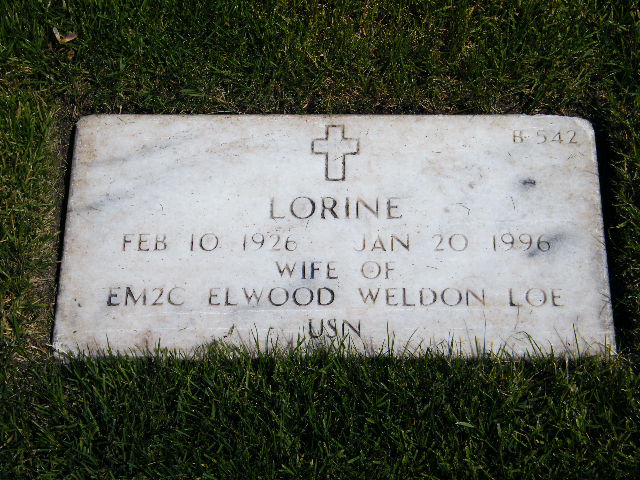 B-542
LORINE
FEB 10 1926 JAN 20 1996
WIFE OF
EM2C ELWOOD WELDON LOE
USN